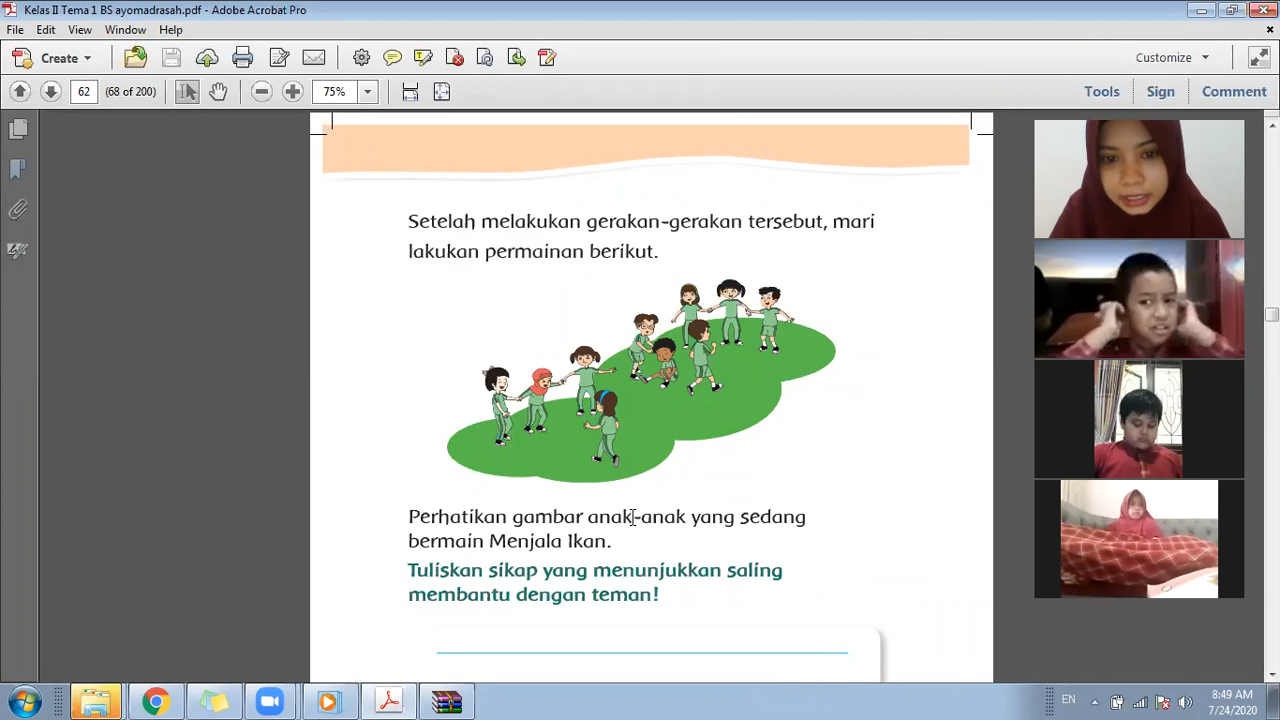 Kelas II Tema 1 BS ayomadrasah.pdf - Adobe Acrobat Pro
File Edit View Window Help
Create Customize
62 (68 of 200) 75% Tools Sign Comment
Setelah melakukan gerakan-gerakan tersebut, mari
lakukan permainan berikut.
Perhatikan gambar anak-anak yang sedang
bermain Menjala Ikan.
Tuliskan sikap yang menunjukkan saling
membantu dengan teman!
EN 8:49 AM
7/24/2020